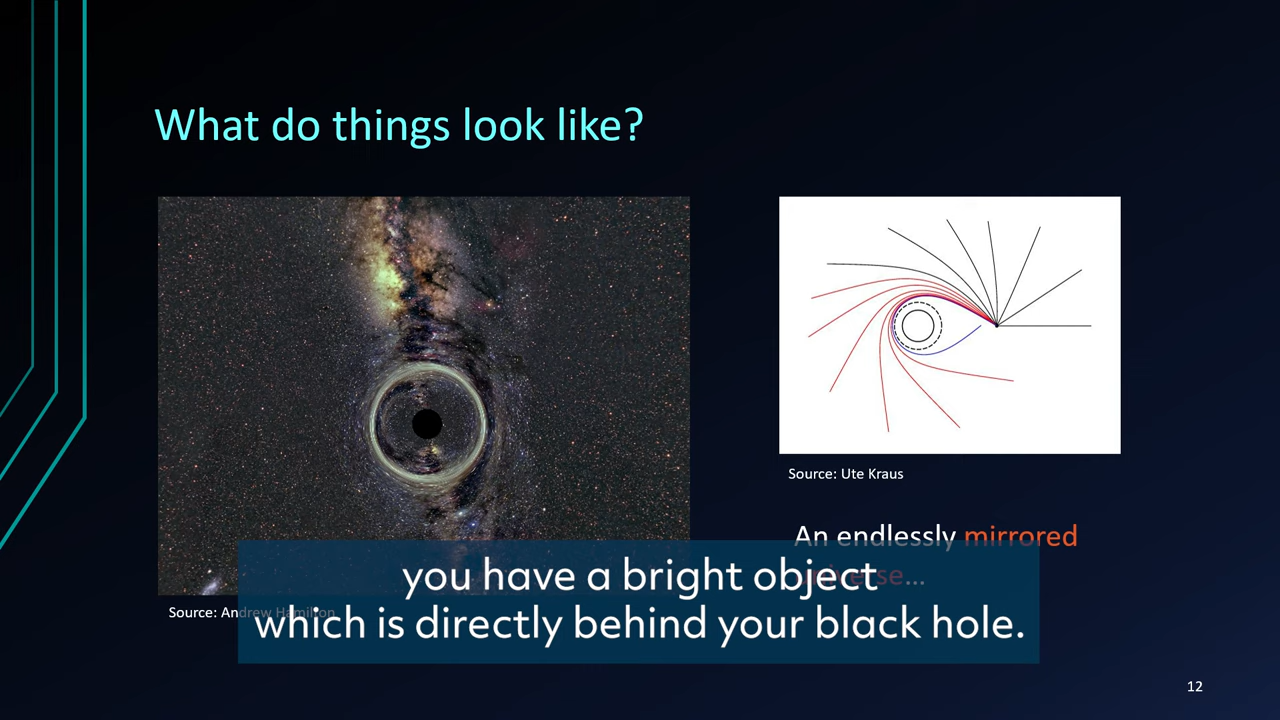 What do things look like?
Source: Ute Kraus
An endlessly mirrored
universe...
Source: Andrew Hamilton
you have a bright object
which is directly behind your black hole.
12